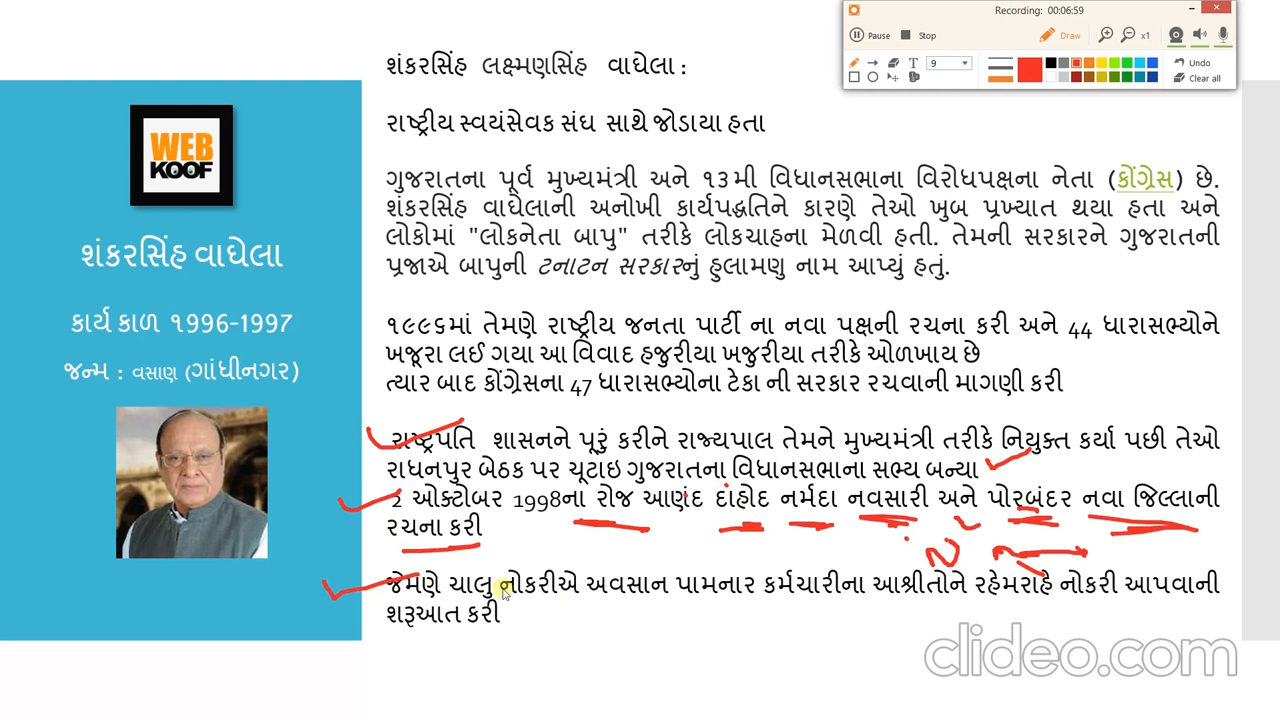 Recording: 00:06:59
Pause Stop Draw x1
T 9 Undo
Clear all
WEB
KOOF
શંકરસિંહ વાઘેલા
કાર્ય કાળ ૧996-1997
જન્મ : વસાણ (ગાંધીનગર)
શંકરસિંહ લક્ષ્મણસિંહ વાઘેલા :
રાષ્ટ્રીય સ્વયંસેવક સંઘ સાથે જોડાયા હતા
ગુજરાતના પૂર્વ મુખ્યમંત્રી અને ૧૩મી વિધાનસભાના વિરોધપક્ષના નેતા (કોંગ્રેસ) છે.
શંકરસિંહ વાઘેલાની અનોખી કાર્યપદ્ધતિને કારણે તેઓ ખુબ પ્રખ્યાત થયા હતા અને
લોકોમાં "લોકનેતા બાપુ" તરીકે લોકચાહના મેળવી હતી. તેમની સરકારને ગુજરાતની
પ્રજાએ બાપુની ટનાટન સરકારનું હુલામણુ નામ આપ્યું હતું.
૧૯૯૬માં તેમણે રાષ્ટ્રીય જનતા પાર્ટી ના નવા પક્ષની રચના કરી અને 44 ધારાસભ્યોને
ખજૂરા લઈ ગયા આ વિવાદ હજુરીયા ખજુરીયા તરીકે ઓળખાય છે
ત્યાર બાદ કોંગ્રેસના 47 ધારાસભ્યોના ટેકા ની સરકાર રચવાની માગણી કરી
રાષ્ટ્રપતિ શાસનને પૂરું કરીને રાજ્યપાલ તેમને મુખ્યમંત્રી તરીકે નિયુક્ત કર્યા પછી તેઓ
રાધનપુર બેઠક પર ચૂટાઇ ગુજરાતના વિધાનસભાના સભ્ય બન્યા
2 ઓક્ટોબર 1998ના રોજ આણંદ દાહોદ નર્મદા નવસારી અને પોરબંદર નવા જિલ્લાની
રચના કરી
જેમણે ચાલુ નોકરીએ અવસાન પામનાર કર્મચારીના આશ્રીતોને રહેમરાહે નોકરી આપવાની
શરૂઆત કરી
clideo.com